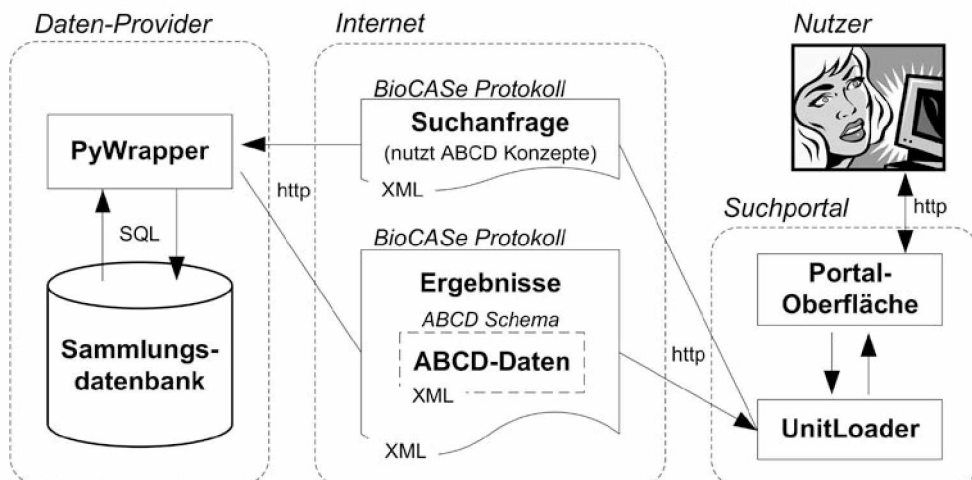 Daten-Provider
PyWrapper
SQL
Sammlungs-
datenbank
http
Internet
BioCASe Protokoll
Suchanfrage
(nutzt ABCD Konzepte)
XML
BioCASe Protokoll
Ergebnisse
ABCD Schema
ABCD-Daten
XML
XML
http
Nutzer
http
Suchportal
Portal-
Oberfläche
UnitLoader